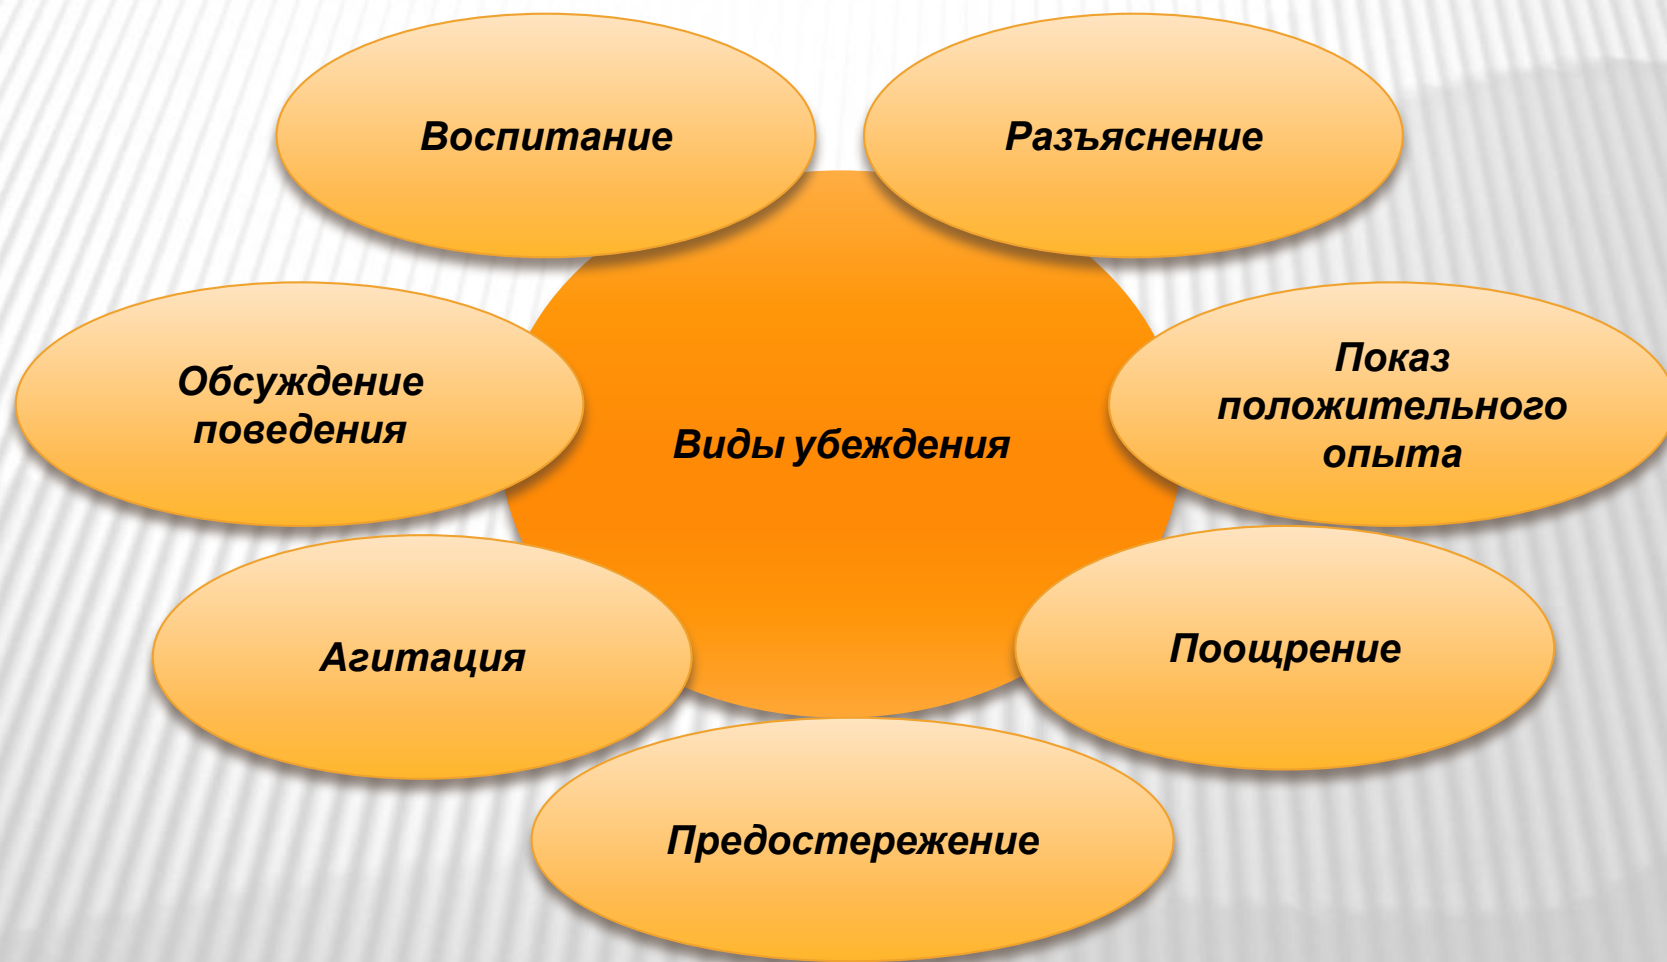 Воспитание
Разъяснение
Обсуждение
поведения
Виды убеждения
Показ
положительного
опыта
Агитация
Поощрение
Предостережение